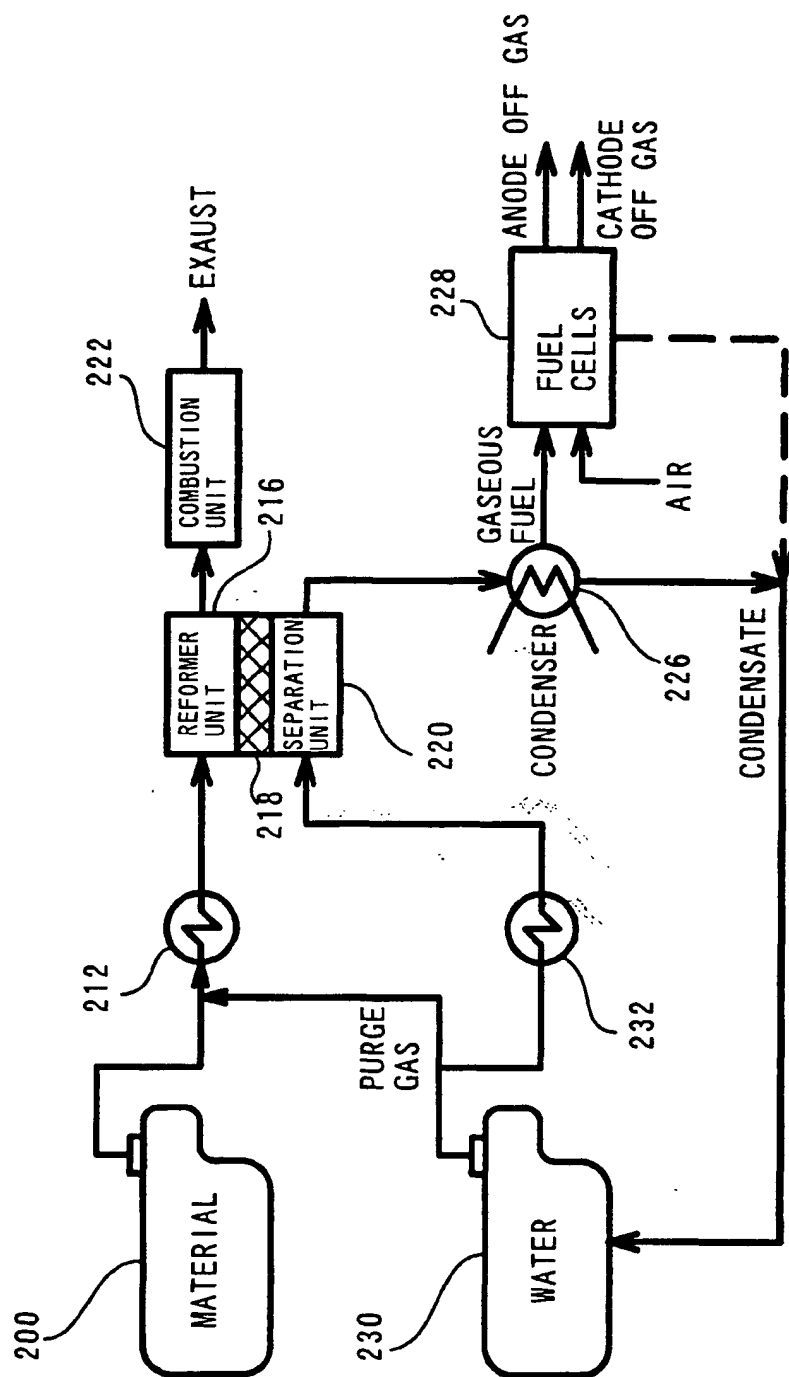 200
MATERIAL
212
REFORMER
UNIT
216
218
SEPARATION
UNIT
220
222
COMBUSTION
UNIT
EXAUST
PURGE
GAS
230
WATER
232
CONDENSER
226
GASEOUS
FUEL
AIR
228
FUEL
CELLS
ANODE OFF GAS
CATHODE
OFF GAS
CONDENSATE